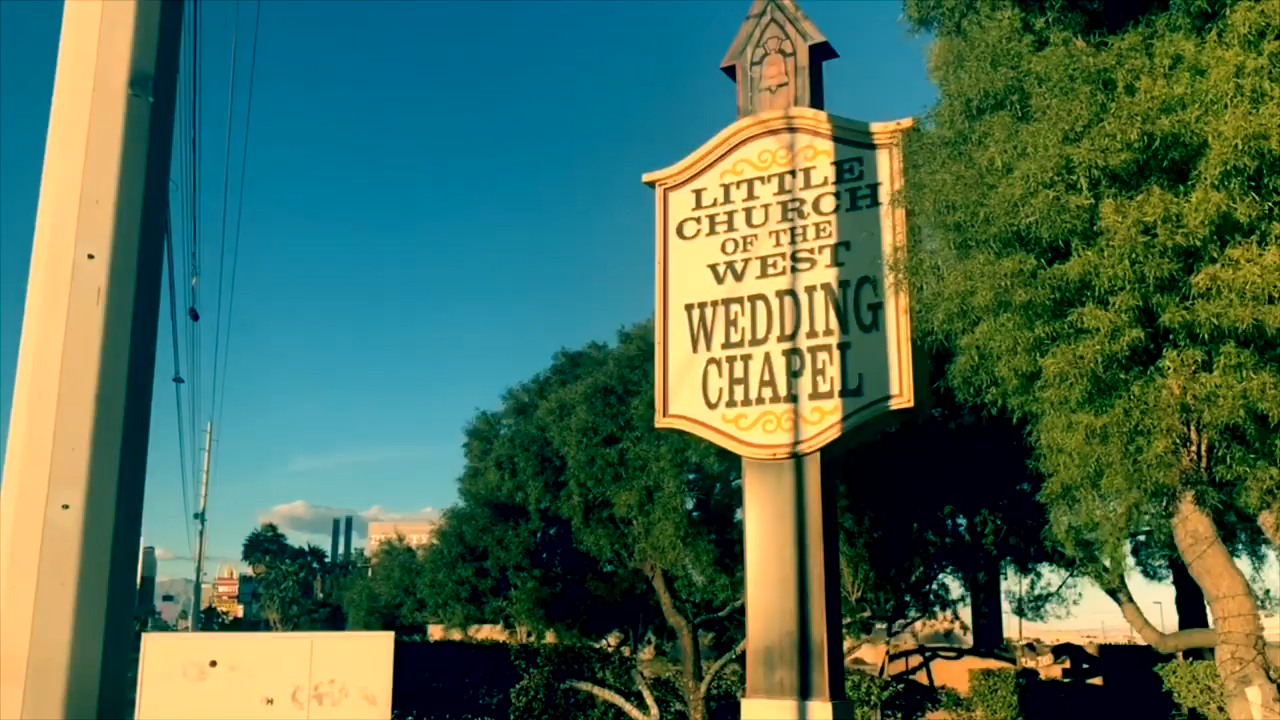 LITTLE
CHURCH
OF THE
WEST
WEDDING
CHAPEL